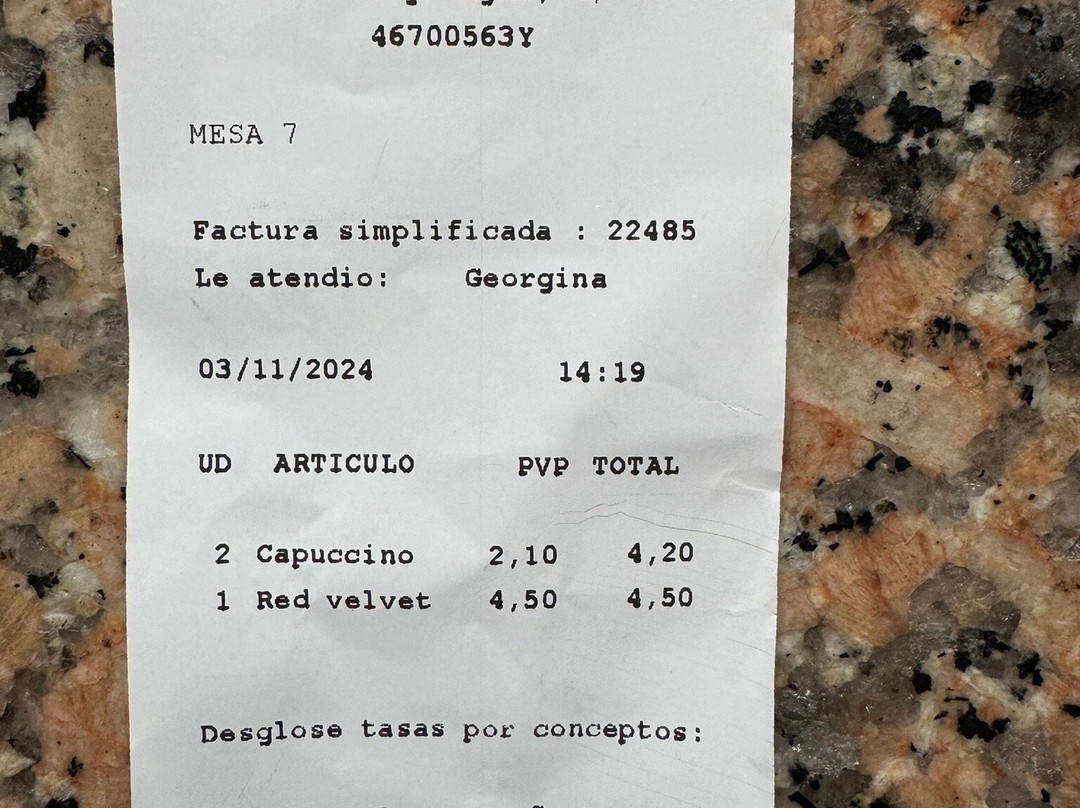 46700563Y
MESA 7
Factura simplificada : 22485
Le atendio: Georgina
03/11/2024 14:19
UD ARTICULO PVP TOTAL
2 Capuccino 2,10 4,20
1 Red velvet 4,50 4,50
Desglose tasas por conceptos: